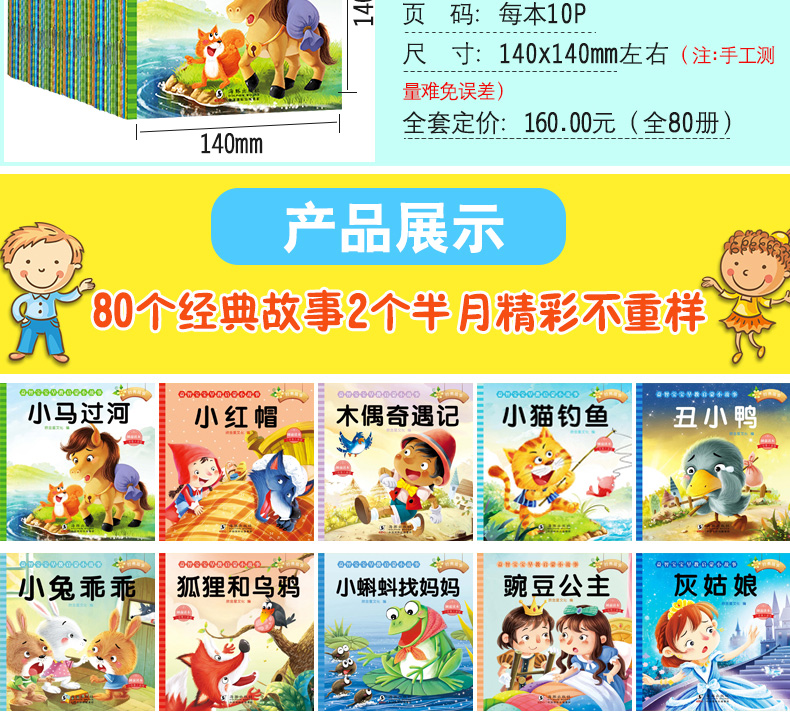 页 码: 每本10P
尺 寸: 140x140mm左右（注:手工测
量难免误差）
全套定价: 160.00元（全80册）
140mm
产品展示
80个经典故事2个半月精彩不重样
小马过河
小红帽
木偶奇遇记
小猫钓鱼
丑小鸭
小兔乖乖
狐狸和乌鸦
小蝌蚪找妈妈
豌豆公主
灰姑娘